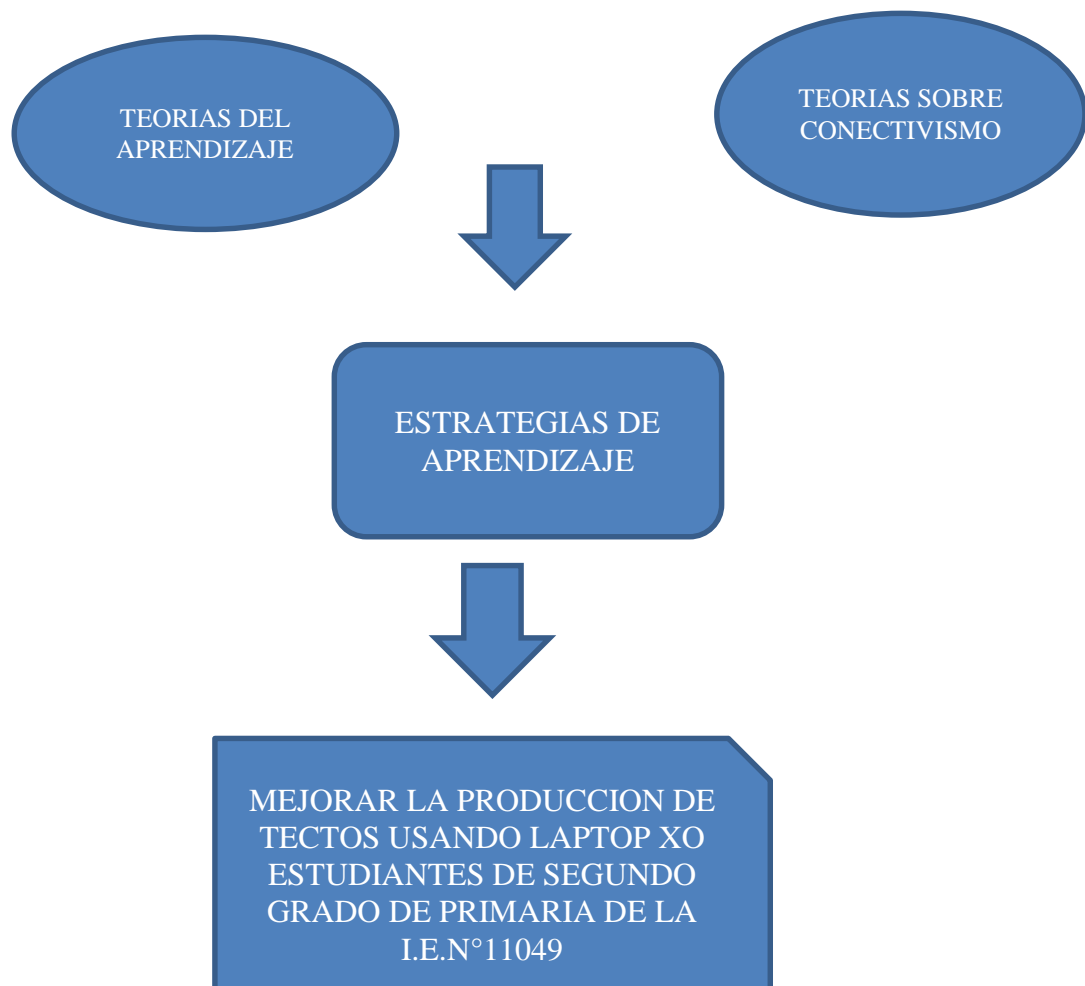 TEORIAS DEL
APRENDIZAJE
TEORIAS SOBRE
CONECTIVISMO
ESTRATEGIAS DE
APRENDIZAJE
MEJORAR LA PRODUCCION DE
TECTOS USANDO LAPTOP XO
ESTUDIANTES DE SEGUNDO
GRADO DE PRIMARIA DE LA
I.E.N°11049